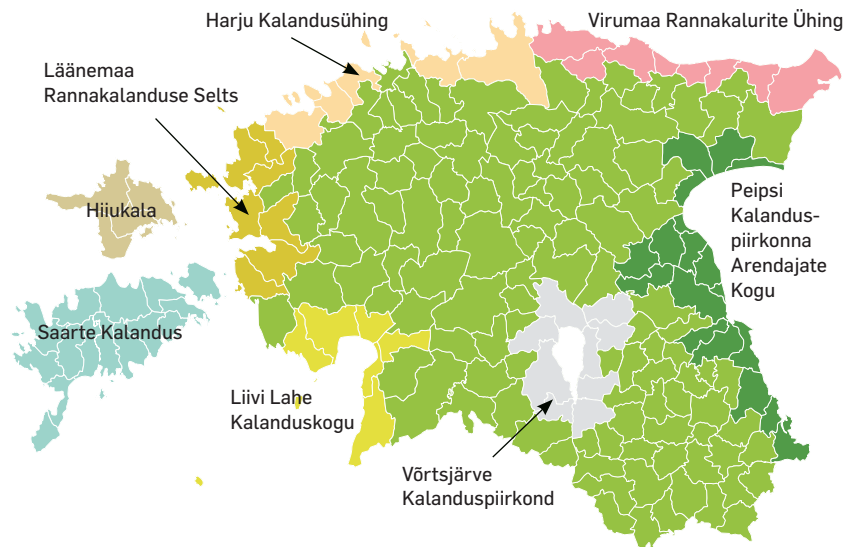 Harju Kalandusühing
Virumaa Rannakalurite Ühing
Läänemaa
Rannakalanduse Selts
Hiiukala
Peipsi
Kalandus-
piirkonna
Arendajate
Kogu
Saarte Kalandus
Liivi Lahe
Kalanduskogu
Võrtsjärve
Kalanduspiirkond